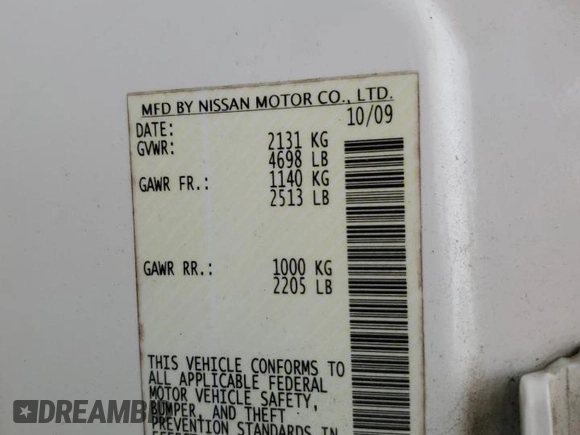 MFD BY NISSAN MOTOR CO., LTD.
DATE: 10/09
GVWR: 2131 KG
4698 LB
GAWR FR.: 1140 KG
2513 LB
GAWR RR.: 1000 KG
2205 LB
THIS VEHICLE CONFORMS TO
ALL APPLICABLE FEDERAL
MOTOR VEHICLE SAFETY,
BUMPER, AND THEFT
PREVENTION STANDARDS IN